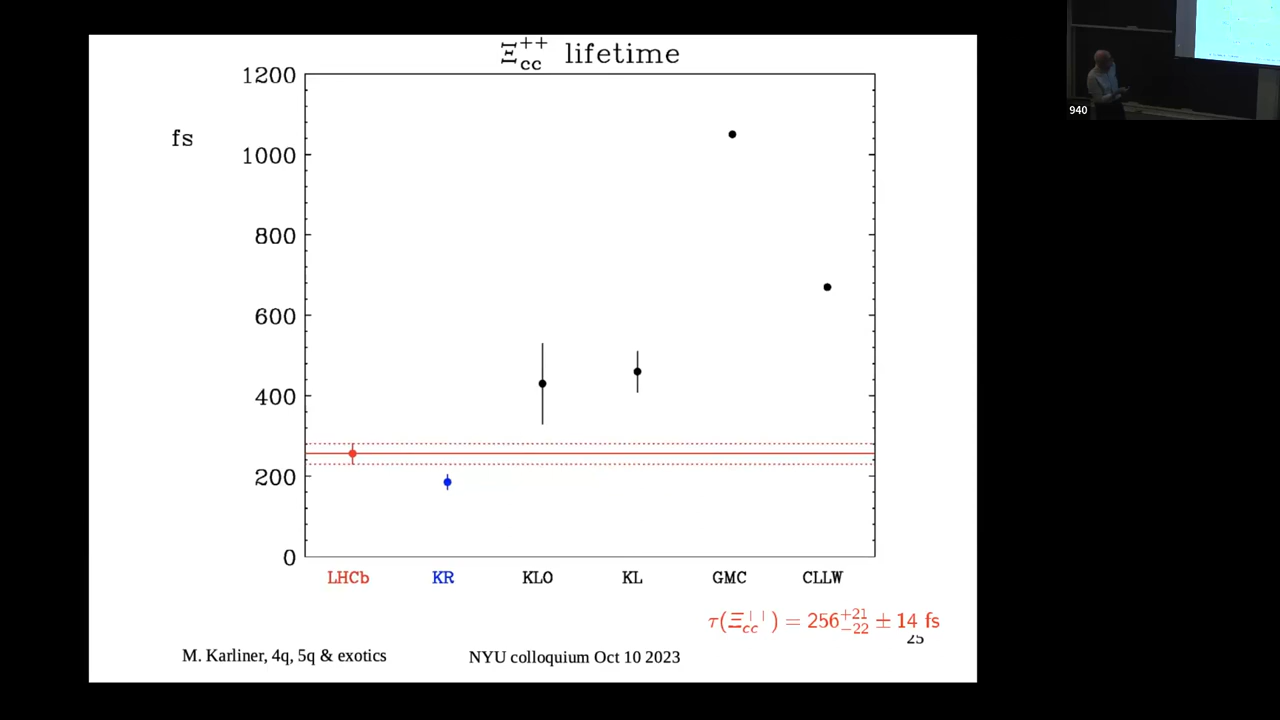 Ξcc++ lifetime
fs
1200
1000
800
600
400
200
0
LHCb KR KLO KL GMC CLLW
τ(Ξcc++) = 256 +21 −22 ± 14 fs
25
M. Karliner, 4q, 5q & exotics NYU colloquium Oct 10 2023
940